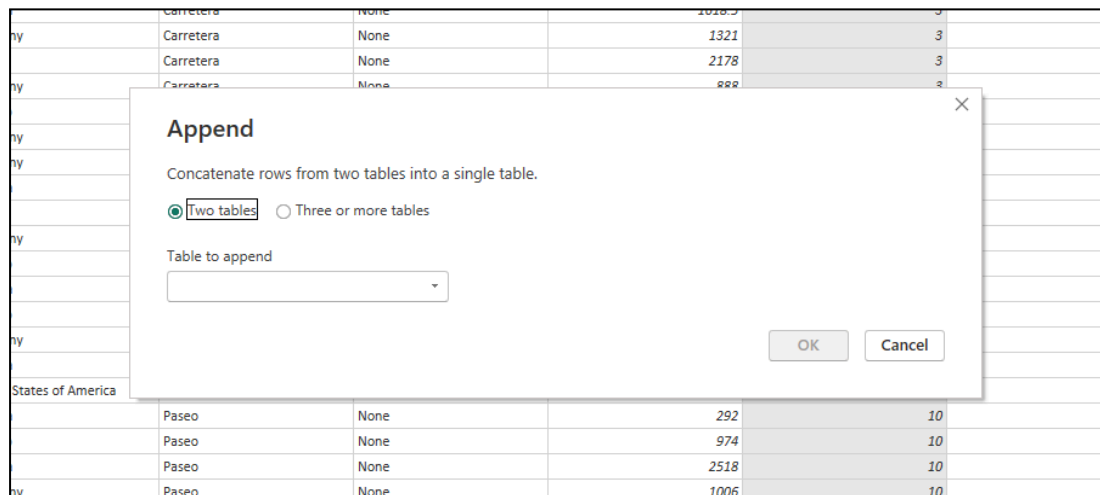 Carretera None 1618.5 3
ny Carretera None 1321 3
Carretera None 2178 3
ny Carretera None 888 3
Append
Concatenate rows from two tables into a single table.
Two tables Three or more tables
Table to append
OK Cancel
ny
ny
ny
ny
States of America
Paseo None 292 10
Paseo None 974 10
Paseo None 2518 10
ny Paseo None 1006 10